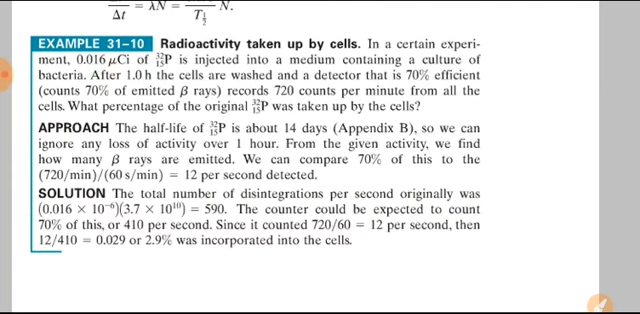 Δt = λN = T½ N.
EXAMPLE 31–10 Radioactivity taken up by cells. In a certain experi-
ment, 0.016 μCi of ³²₁₅P is injected into a medium containing a culture of
bacteria. After 1.0 h the cells are washed and a detector that is 70% efficient
(counts 70% of emitted β rays) records 720 counts per minute from all the
cells. What percentage of the original ³²₁₅P was taken up by the cells?
APPROACH The half-life of ³²₁₅P is about 14 days (Appendix B), so we can
ignore any loss of activity over 1 hour. From the given activity, we find
how many β rays are emitted. We can compare 70% of this to the
(720/min)/(60 s/min) = 12 per second detected.
SOLUTION The total number of disintegrations per second originally was
(0.016 × 10⁻⁶)(3.7 × 10¹⁰) = 590. The counter could be expected to count
70% of this, or 410 per second. Since it counted 720/60 = 12 per second, then
12/410 = 0.029 or 2.9% was incorporated into the cells.